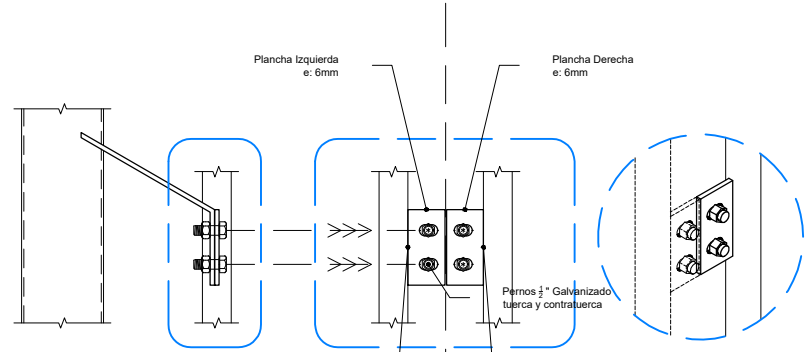 Plancha Izquierda
e: 6mm
Plancha Derecha
e: 6mm
Pernos ½" Galvanizado
tuerca y contratuerca